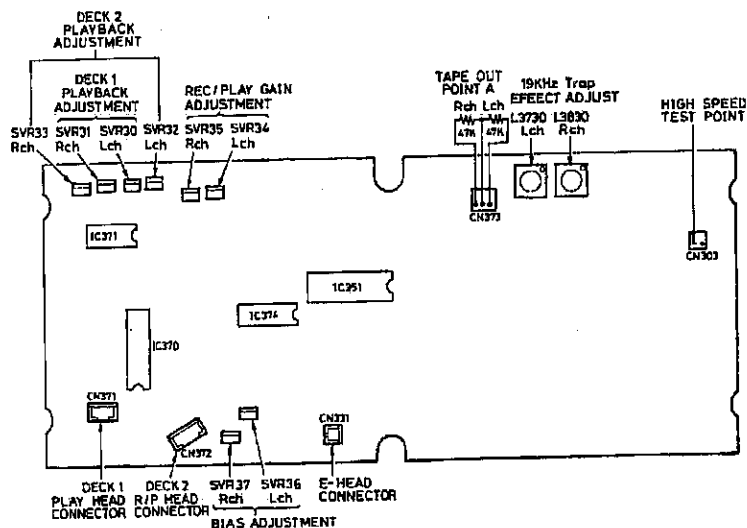 DECK 2
PLAYBACK
ADJUSTMENT
DECK 1
PLAYBACK
ADJUSTMENT
REC/PLAY GAIN
ADJUSTMENT
SVR33 SVR31 SVR30 SVR32 SVR35 SVR34
Rch Rch Lch Lch Rch Lch
TAPE OUT
POINT A
Rch Lch
47K 47K
19KHz Trap
EFEECT ADJUST
L3730 L3830
Lch Rch
HIGH SPEED
TEST POINT
CN373
CN303
IC371
IC351
IC374
IC370
CN371
CN372
CN331
DECK 1
PLAY HEAD
CONNECTOR
DECK 2
R/P HEAD
CONNECTOR
SVR37 SVR36
Rch Lch
BIAS ADJUSTMENT
E-HEAD
CONNECTOR